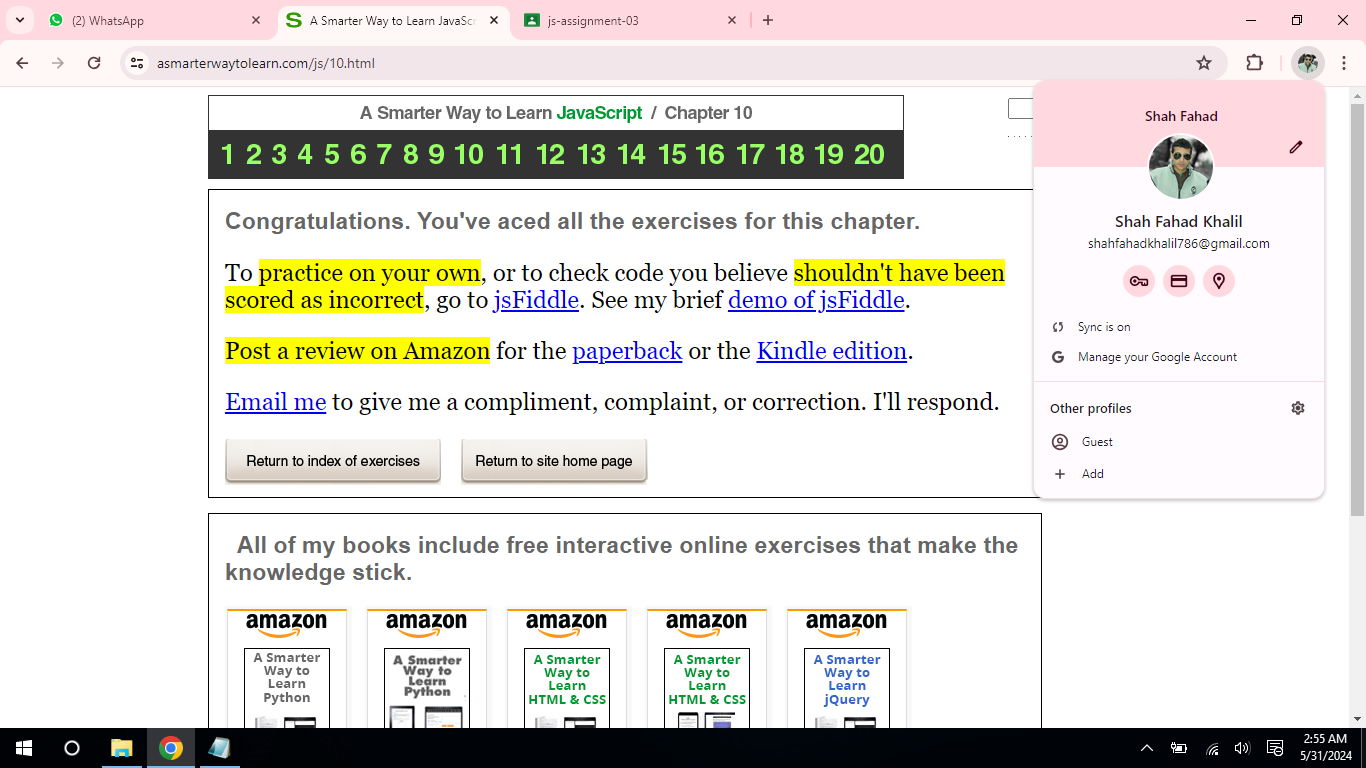 (2) WhatsApp
A Smarter Way to Learn JavaScr
js-assignment-03
asmarterwaytolearn.com/js/10.html
A Smarter Way to Learn JavaScript / Chapter 10
1 2 3 4 5 6 7 8 9 10 11 12 13 14 15 16 17 18 19 20
Congratulations. You've aced all the exercises for this chapter.
To practice on your own, or to check code you believe shouldn't have been
scored as incorrect, go to jsFiddle. See my brief demo of jsFiddle.
Post a review on Amazon for the paperback or the Kindle edition.
Email me to give me a compliment, complaint, or correction. I'll respond.
Return to index of exercises
Return to site home page
Shah Fahad
Shah Fahad Khalil
shahfahadkhalil786@gmail.com
Sync is on
Manage your Google Account
Other profiles
Guest
Add
All of my books include free interactive online exercises that make the
knowledge stick.
amazon
A Smarter
Way to
Learn
Python
amazon
A Smarter
Way to
Learn
Python
amazon
A Smarter
Way to
Learn
HTML & CSS
amazon
A Smarter
Way to
Learn
HTML & CSS
amazon
A Smarter
Way to
Learn
jQuery
2:55 AM
5/31/2024